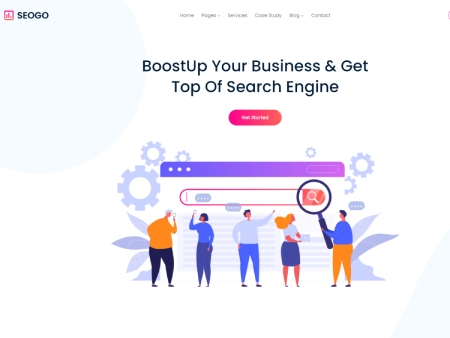 SEOGO
Home Pages Services Case Study Blog Contact
BoostUp Your Business & Get
Top Of Search Engine
Get Started